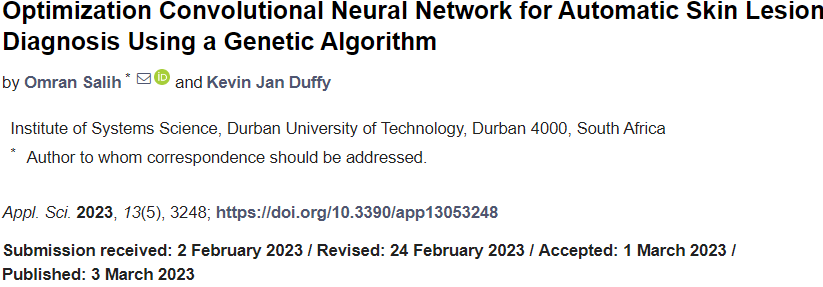 Optimization Convolutional Neural Network for Automatic Skin Lesion
Diagnosis Using a Genetic Algorithm
by Omran Salih * iD and Kevin Jan Duffy
Institute of Systems Science, Durban University of Technology, Durban 4000, South Africa
* Author to whom correspondence should be addressed.
Appl. Sci. 2023, 13(5), 3248; https://doi.org/10.3390/app13053248
Submission received: 2 February 2023 / Revised: 24 February 2023 / Accepted: 1 March 2023 /
Published: 3 March 2023